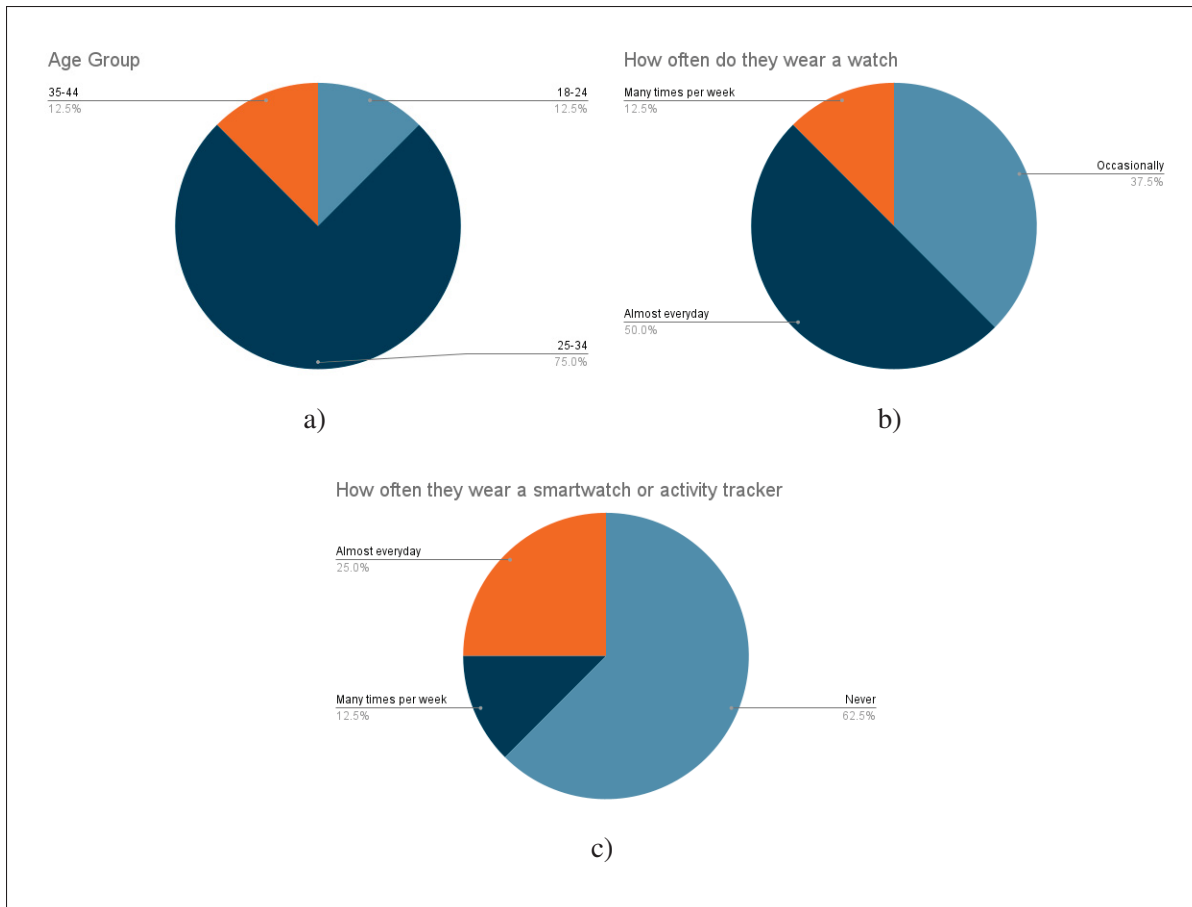 Age Group
35-44
12.5%
18-24
12.5%
25-34
75.0%
a)
How often do they wear a watch
Many times per week
12.5%
Occasionally
37.5%
Almost everyday
50.0%
b)
How often they wear a smartwatch or activity tracker
Almost everyday
25.0%
Many times per week
12.5%
Never
62.5%
c)